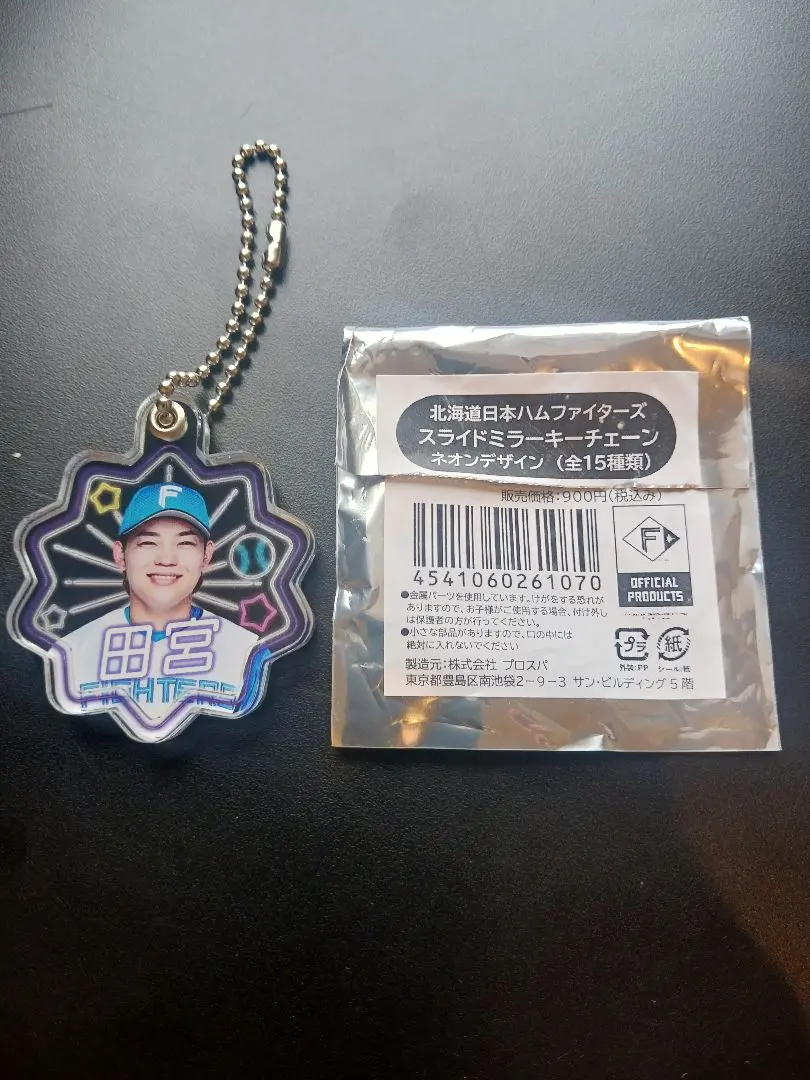 F
田宮
FIGHTERS
北海道日本ハムファイターズ
スライドミラーキーチェーン
ネオンデザイン（全15種類）
販売価格:900円(税込み)
4541060261070
●金属パーツを使用しています。けがをする恐れが
ありますので、お子様がご使用する場合、付け外し
は保護者の方が行ってください。
●小さな部品がありますので、口の中には
絶対に入れないでください
製造元:株式会社 プロスパ
東京都豊島区南池袋2-9-3 サン・ビルディング5階
F
OFFICIAL
PRODUCTS
プラ
外装:PP
紙
シール:紙